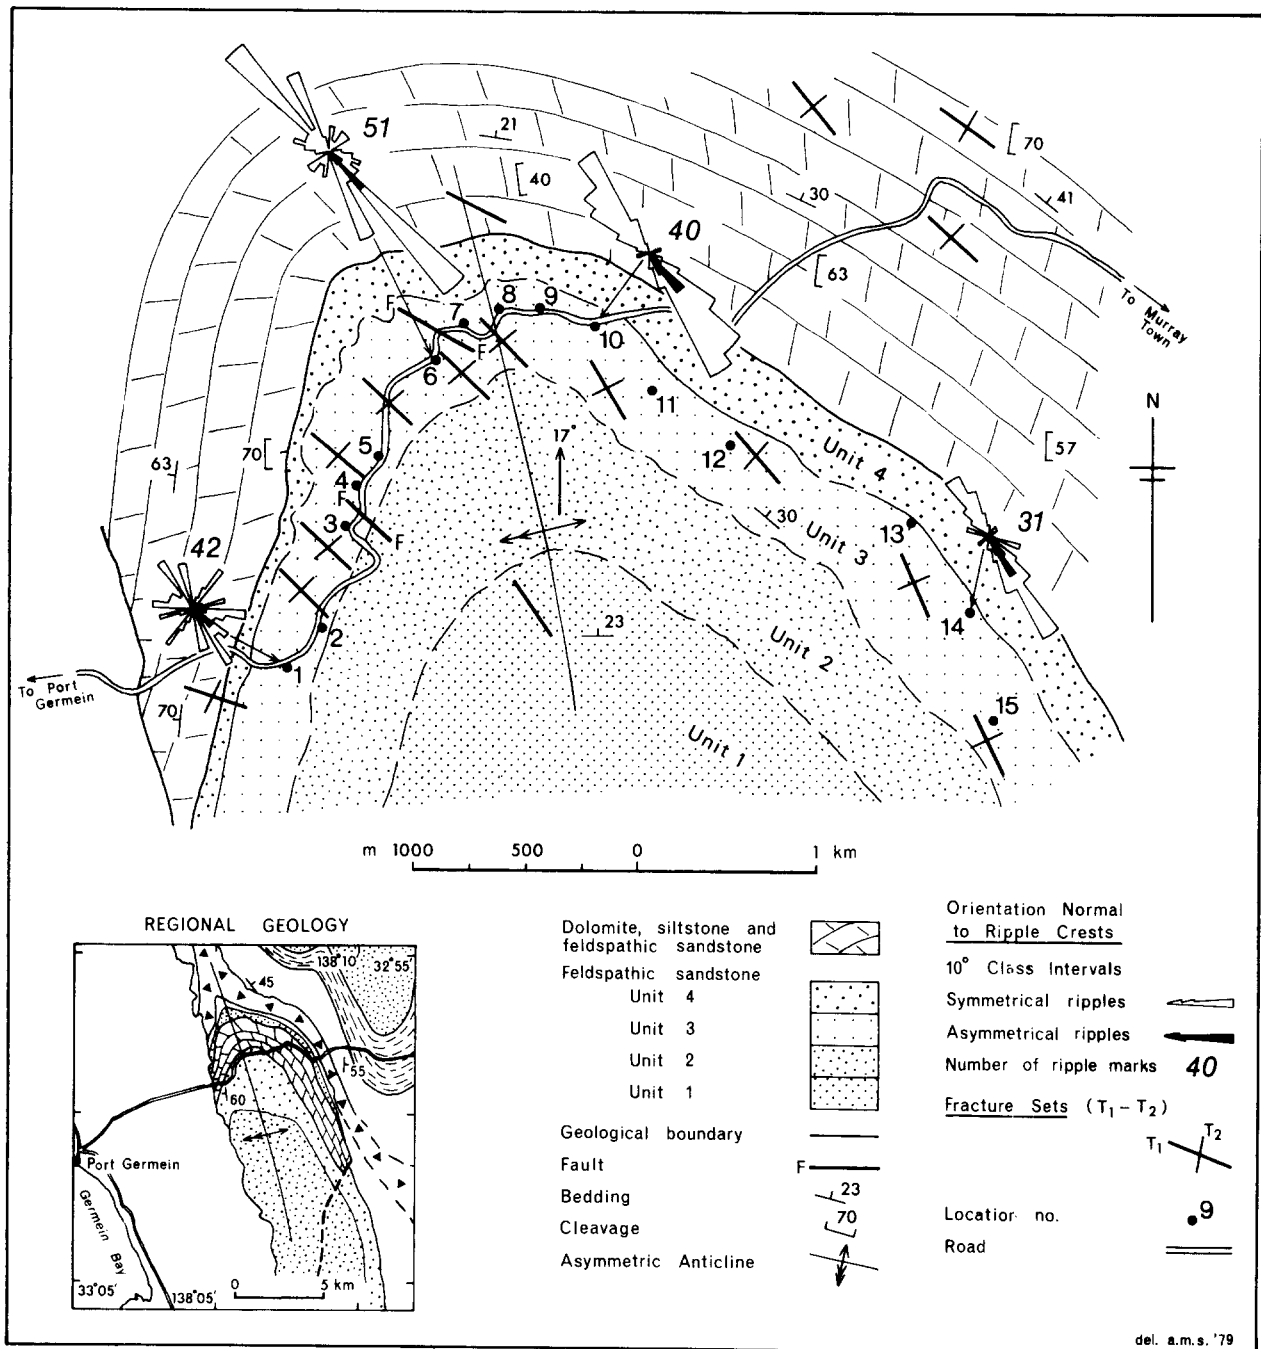 51
21
40
70
30
41
40
63
To Murray
Town
F
7
8
9
10
F
6
11
N
17°
12
Unit 4
57
70
5
63
4
F
3
F
30
Unit 3
13
31
42
2
23
14
Unit 2
1
To Port
Germein
70
15
Unit 1
m 1000 500 0 1 km
REGIONAL GEOLOGY
138°10'
32°55'
45
55
60
Port Germein
Germein Bay
0 5 km
33°05'
138°05'
Dolomite, siltstone and
feldspathic sandstone
Feldspathic sandstone
Unit 4
Unit 3
Unit 2
Unit 1
Geological boundary
Fault F
Bedding 23
Cleavage 70
Asymmetric Anticline
Orientation Normal
to Ripple Crests
10° Class Intervals
Symmetrical ripples
Asymmetrical ripples
Number of ripple marks 40
Fracture Sets (T1 - T2)
T1 T2
Location no. 9
Road
del. a.m.s. '79